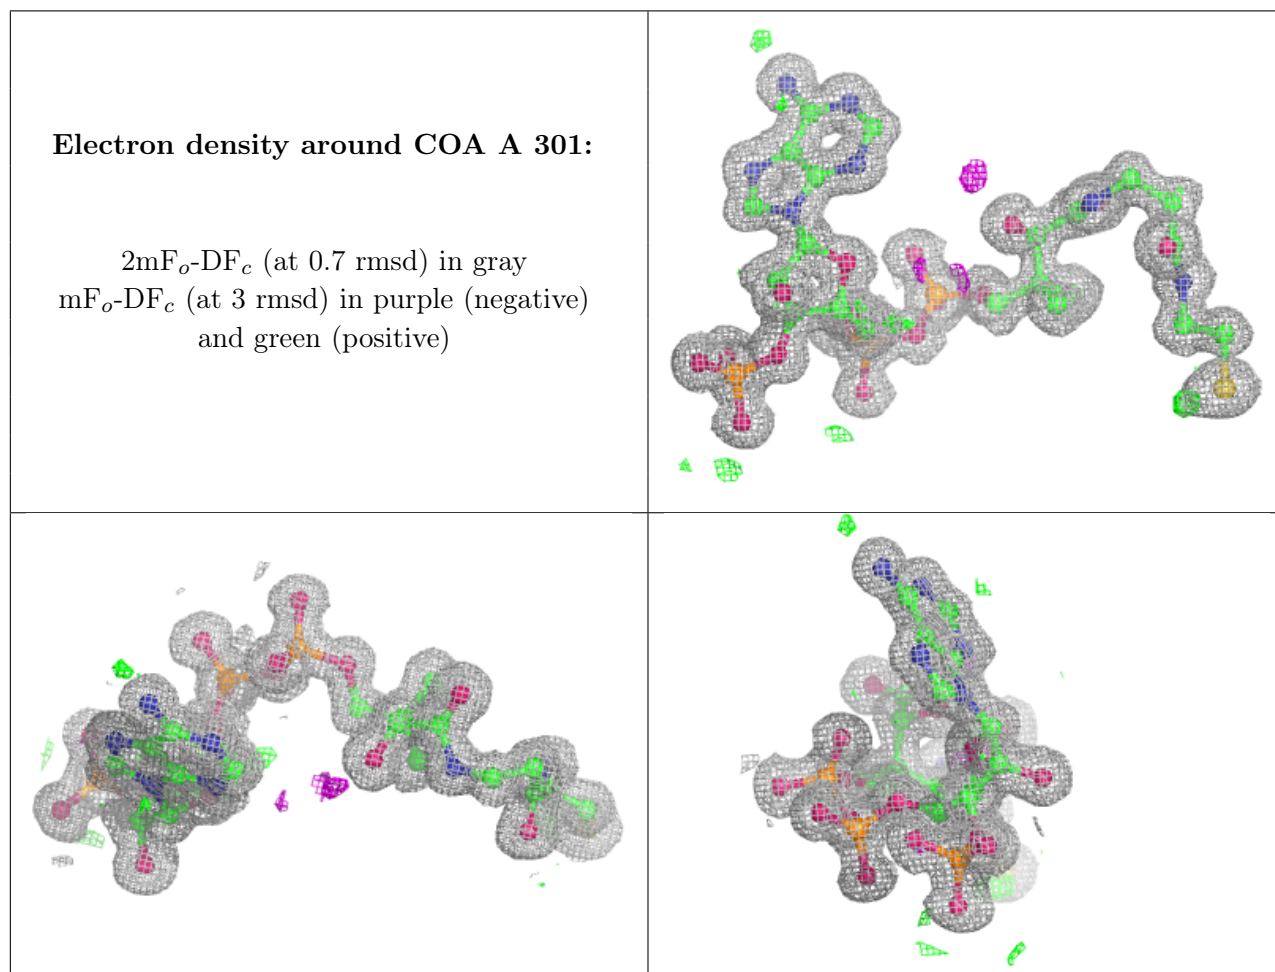 Electron density around COA A 301:
2mFo-DFc (at 0.7 rmsd) in gray
mFo-DFc (at 3 rmsd) in purple (negative)
and green (positive)